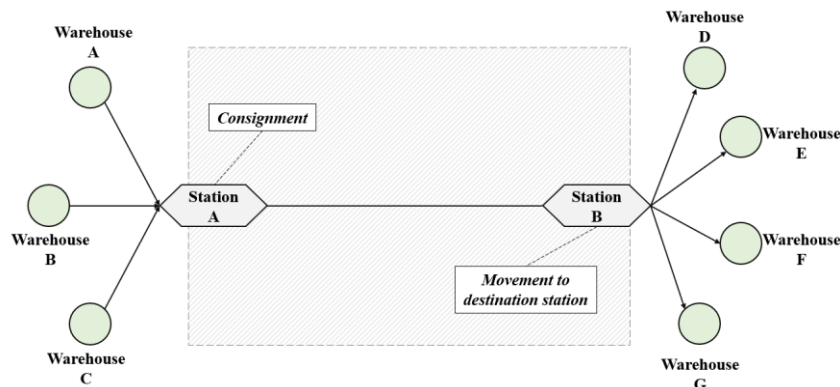 Warehouse
A
Warehouse
B
Warehouse
C
Consignment
Station
A
Station
B
Movement to
destination station
Warehouse
D
Warehouse
E
Warehouse
F
Warehouse
G